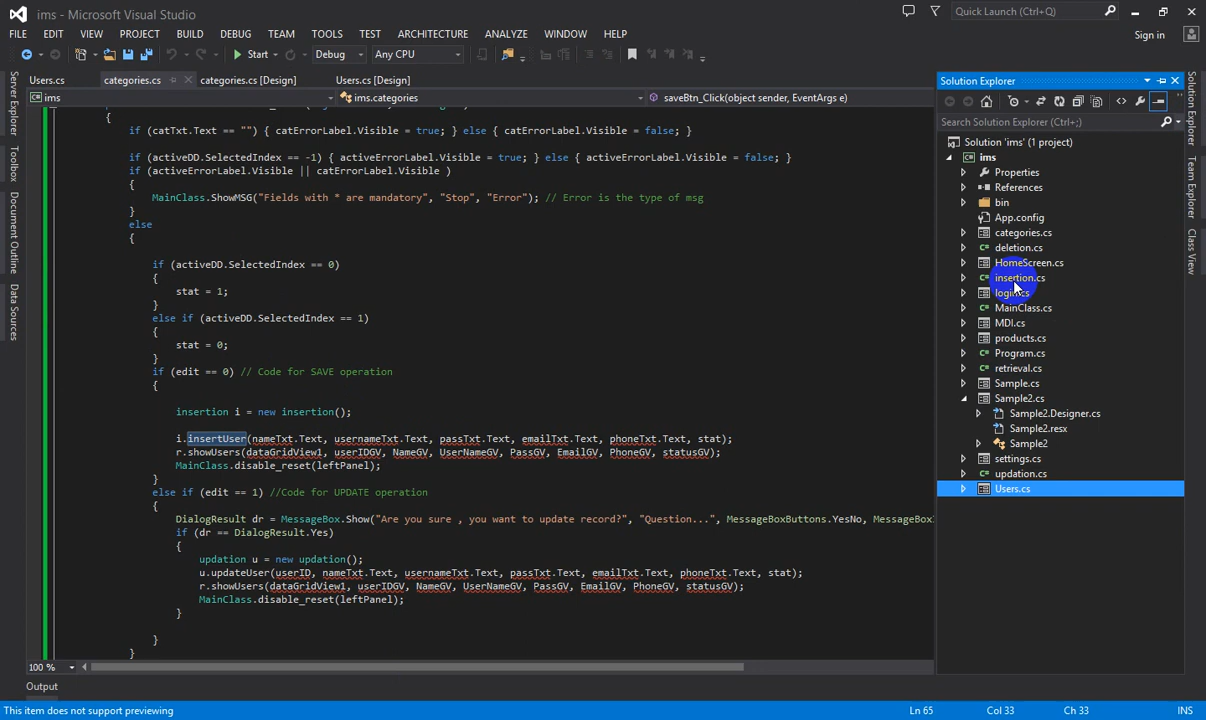 ims - Microsoft Visual Studio
Quick Launch (Ctrl+Q)
FILE EDIT VIEW PROJECT BUILD DEBUG TEAM TOOLS TEST ARCHITECTURE ANALYZE WINDOW HELP
Sign in
Start Debug Any CPU
Users.cs categories.cs categories.cs [Design] Users.cs [Design]
ims ims.categories saveBtn_Click(object sender, EventArgs e)
Server Explorer
Toolbox
Document Outline
Data Sources
{
if (catTxt.Text == "") { catErrorLabel.Visible = true; } else { catErrorLabel.Visible = false; }
if (activeDD.SelectedIndex == -1) { activeErrorLabel.Visible = true; } else { activeErrorLabel.Visible = false; }
if (activeErrorLabel.Visible || catErrorLabel.Visible )
{
MainClass.ShowMSG("Fields with * are mandatory", "Stop", "Error"); // Error is the type of msg
}
else
{
if (activeDD.SelectedIndex == 0)
{
stat = 1;
}
else if (activeDD.SelectedIndex == 1)
{
stat = 0;
}
if (edit == 0) // Code for SAVE operation
{
insertion i = new insertion();
i.insertUser(nameTxt.Text, usernameTxt.Text, passTxt.Text, emailTxt.Text, phoneTxt.Text, stat);
r.showUsers(dataGridView1, userIDGV, NameGV, UserNameGV, PassGV, EmailGV, PhoneGV, statusGV);
MainClass.disable_reset(leftPanel);
}
else if (edit == 1) //Code for UPDATE operation
{
DialogResult dr = MessageBox.Show("Are you sure , you want to update record?", "Question...", MessageBoxButtons.YesNo, MessageBox
if (dr == DialogResult.Yes)
{
updation u = new updation();
u.updateUser(userID, nameTxt.Text, usernameTxt.Text, passTxt.Text, emailTxt.Text, phoneTxt.Text, stat);
r.showUsers(dataGridView1, userIDGV, NameGV, UserNameGV, PassGV, EmailGV, PhoneGV, statusGV);
MainClass.disable_reset(leftPanel);
}
}
}
100 %
Output
Solution Explorer
Search Solution Explorer (Ctrl+;)
Solution 'ims' (1 project)
ims
Properties
References
bin
App.config
categories.cs
deletion.cs
HomeScreen.cs
insertion.cs
login.cs
MainClass.cs
MDI.cs
products.cs
Program.cs
retrieval.cs
Sample.cs
Sample2.cs
Sample2.Designer.cs
Sample2.resx
Sample2
settings.cs
updation.cs
Users.cs
Solution Explorer
Team Explorer
Class View
This item does not support previewing Ln 65 Col 33 Ch 33 INS